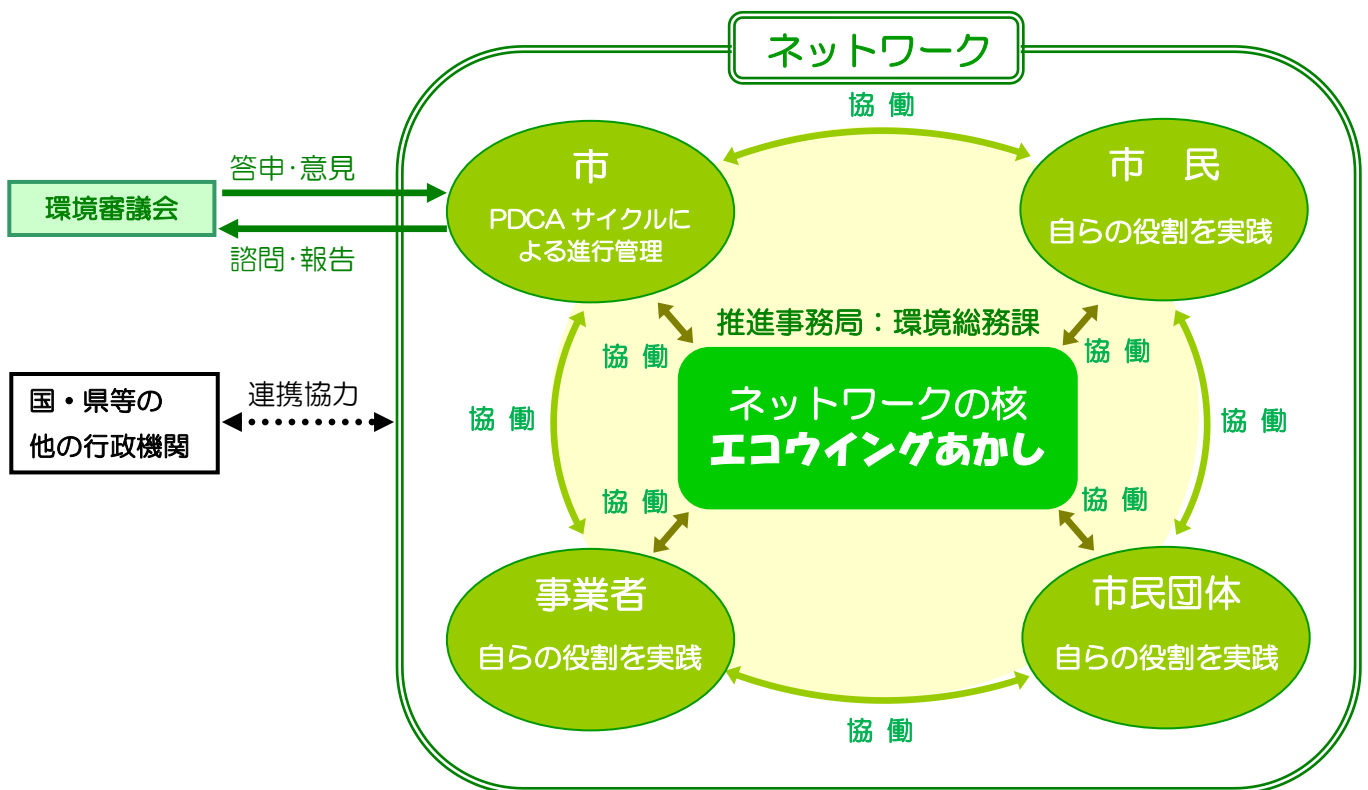 ネットワーク
協 働
市
PDCA サイクルに
よる進行管理
市 民
自らの役割を実践
答申・意見
環境審議会
諮問・報告
推進事務局:環境総務課
協 働
協 働
ネットワークの核
エコウイングあかし
国・県等の
他の行政機関
連携協力
協 働
協 働
協 働
協 働
事業者
自らの役割を実践
市民団体
自らの役割を実践
協 働